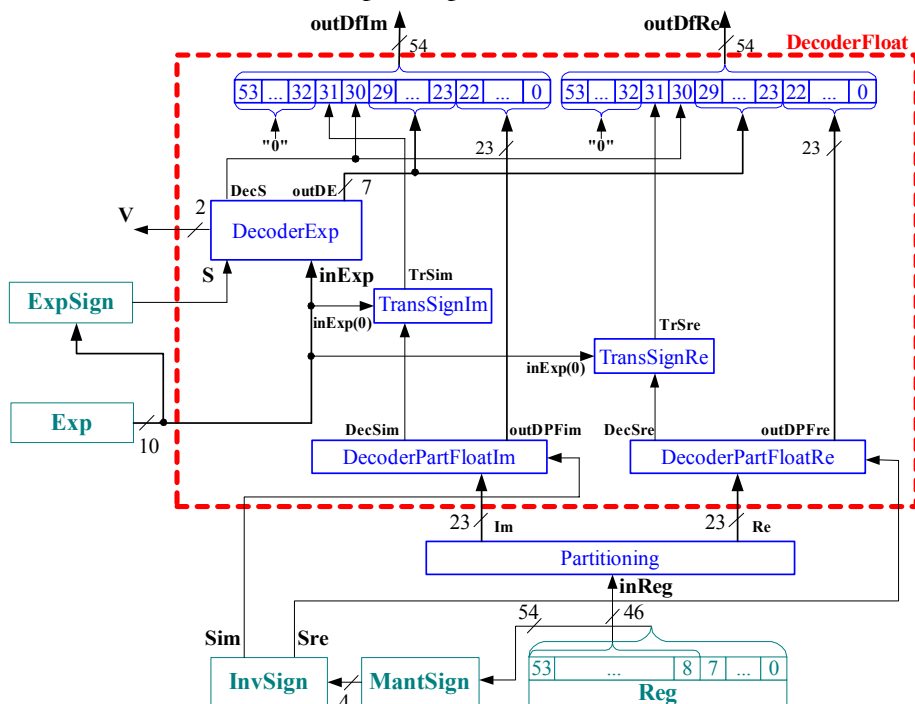 outDfIm outDfRe
54 54
DecoderFloat
53 ... 32 31 30 29 ... 23 22 ... 0
53 ... 32 31 30 29 ... 23 22 ... 0
"0" 23 "0" 23
DecS outDE 7
V 2 DecoderExp
S inExp TrSim
ExpSign TransSignIm
inExp(0) TrSre
TransSignRe
inExp(0)
Exp
10 DecSim outDPFim DecSre outDPFre
DecoderPartFloatIm DecoderPartFloatRe
23 Im 23 Re
Partitioning
inReg
54 46
Sim Sre
53 ... 8 7 ... 0
InvSign 4 MantSign Reg